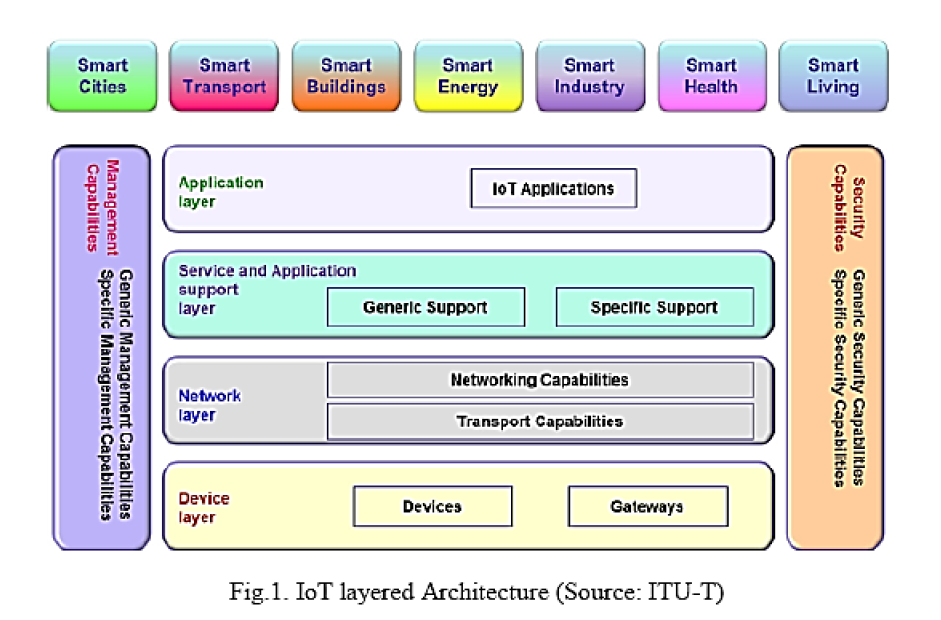 Smart
Cities
Smart
Transport
Smart
Buildings
Smart
Energy
Smart
Industry
Smart
Health
Smart
Living
Management
Capabilities
Generic Management Capabilities
Specific Management Capabilities
Application
layer
IoT Applications
Service and Application
support
layer
Generic Support
Specific Support
Network
layer
Networking Capabilities
Transport Capabilities
Device
layer
Devices
Gateways
Security
Capabilities
Generic Security Capabilities
Specific Security Capabilities
Fig.1. IoT layered Architecture (Source: ITU-T)